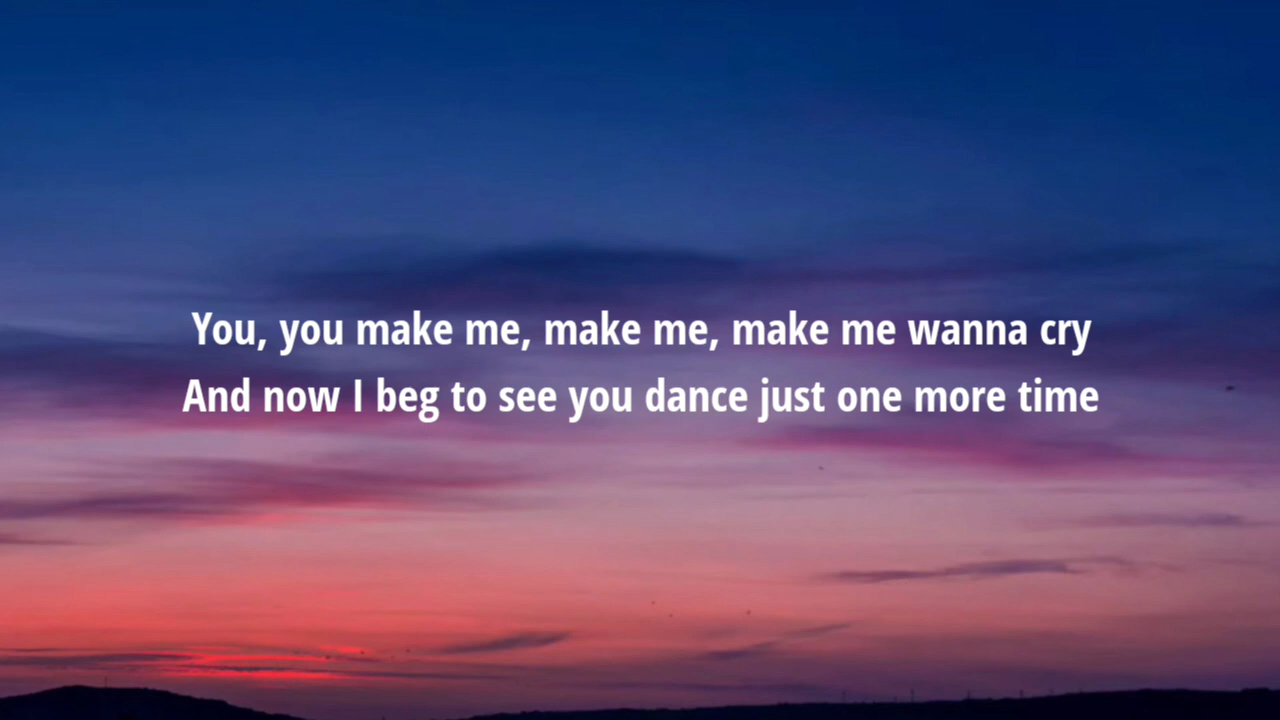 You, you make me, make me, make me wanna cry
And now I beg to see you dance just one more time